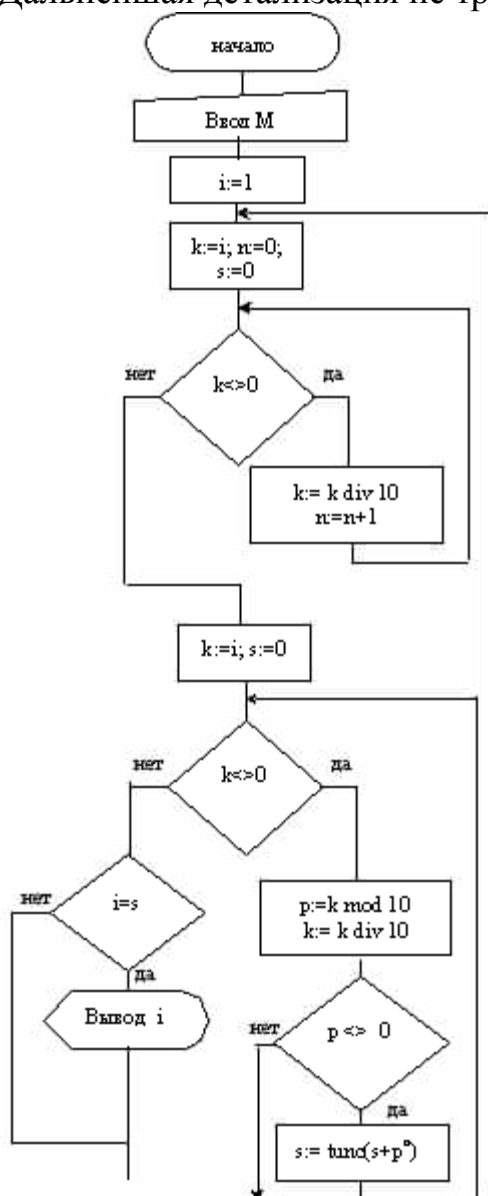 Дальнейшая детализация не
начало
Ввод М
i:=1
k:=i; n:=0;
s:=0
нет
да
k<>0
k:= k div 10
n:=n+1
k:=i; s:=0
нет
да
k<>0
нет
i=s
p:=k mod 10
k:= k div 10
да
Вывод i
нет
p <> 0
да
s:= tunc(s+pⁿ)